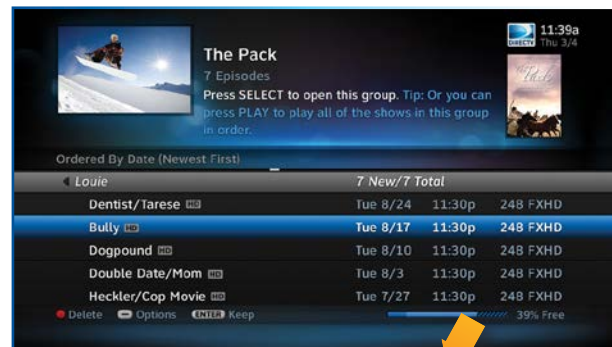 11:39a
DIRECTV Thu 3/4
The Pack
7 Episodes
Press SELECT to open this group. Tip: Or you can
press PLAY to play all of the shows in this group
in order.
Pack
Ordered By Date (Newest First)
Louie 7 New/7 Total
Dentist/Tarese HD Tue 8/24 11:30p 248 FXHD
Bully HD Tue 8/17 11:30p 248 FXHD
Dogpound HD Tue 8/10 11:30p 248 FXHD
Double Date/Mom HD Tue 8/3 11:30p 248 FXHD
Heckler/Cop Movie HD Tue 7/27 11:30p 248 FXHD
Delete Options ENTER Keep 39% Free